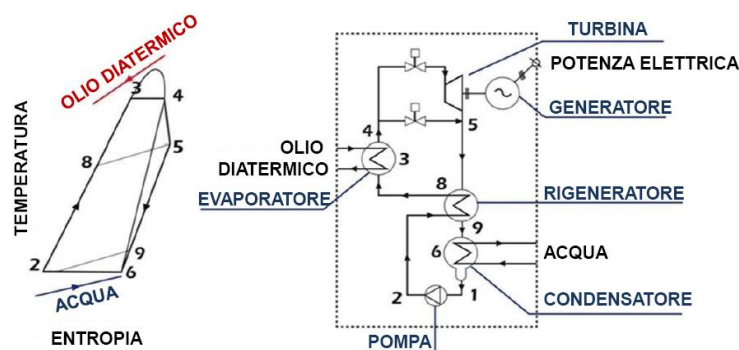 TEMPERATURA
OLIO DIATERMICO
3
4
5
8
9
2
6
ACQUA
ENTROPIA
TURBINA
POTENZA ELETTRICA
GENERATORE
4
5
OLIO
DIATERMICO
3
EVAPORATORE
8
RIGENERATORE
9
6
ACQUA
2
1
CONDENSATORE
POMPA